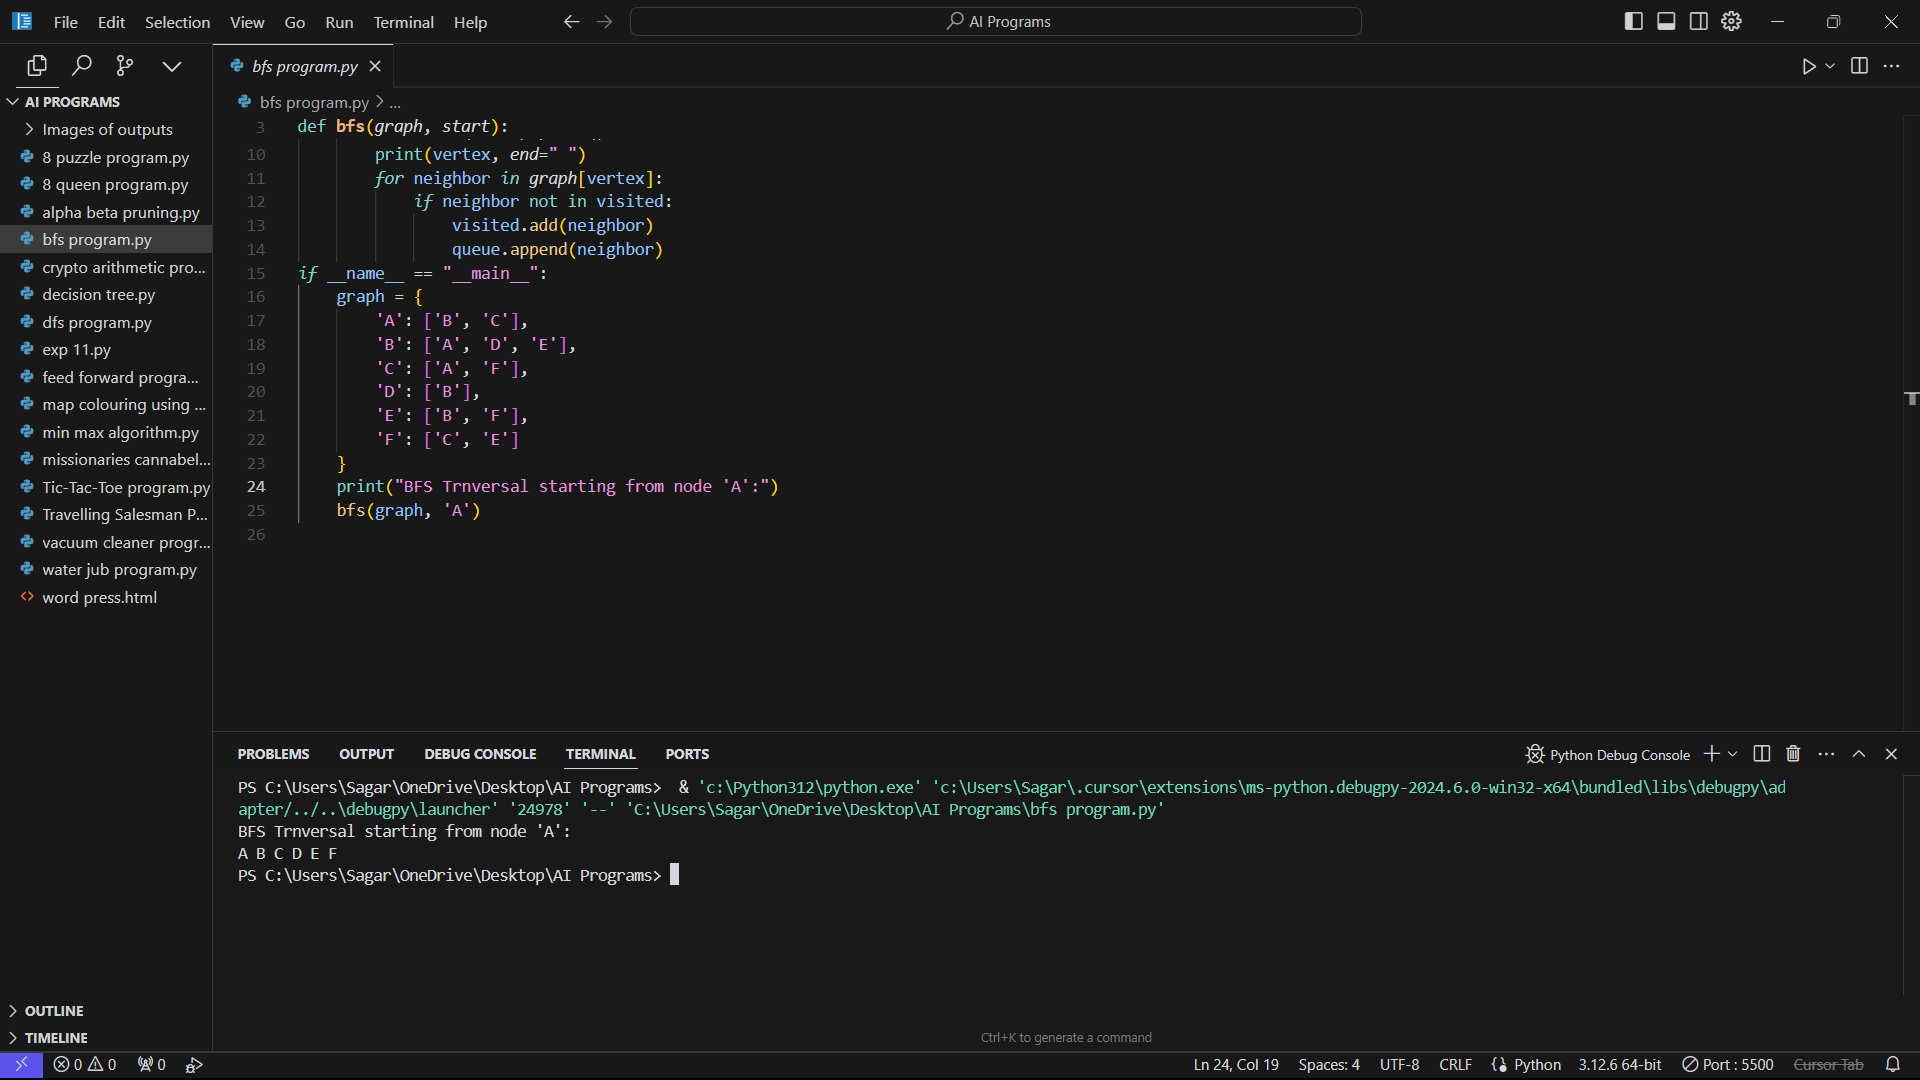 File Edit Selection View Go Run Terminal Help
AI Programs
AI PROGRAMS
Images of outputs
8 puzzle program.py
8 queen program.py
alpha beta pruning.py
bfs program.py
crypto arithmetic pro...
decision tree.py
dfs program.py
exp 11.py
feed forward progra...
map colouring using ...
min max algorithm.py
missionaries cannabel...
Tic-Tac-Toe program.py
Travelling Salesman P...
vacuum cleaner progr...
water jub program.py
word press.html
OUTLINE
TIMELINE
bfs program.py
bfs program.py > ...
3 def bfs(graph, start):
10 print(vertex, end=" ")
11 for neighbor in graph[vertex]:
12 if neighbor not in visited:
13 visited.add(neighbor)
14 queue.append(neighbor)
15 if __name__ == "__main__":
16 graph = {
17 'A': ['B', 'C'],
18 'B': ['A', 'D', 'E'],
19 'C': ['A', 'F'],
20 'D': ['B'],
21 'E': ['B', 'F'],
22 'F': ['C', 'E']
23 }
24 print("BFS Trnversal starting from node 'A':")
25 bfs(graph, 'A')
26
PROBLEMS OUTPUT DEBUG CONSOLE TERMINAL PORTS
Python Debug Console
PS C:\Users\Sagar\OneDrive\Desktop\AI Programs> & 'c:\Python312\python.exe' 'c:\Users\Sagar\.cursor\extensions\ms-python.debugpy-2024.6.0-win32-x64\bundled\libs\debugpy\ad
apter/../..\debugpy\launcher' '24978' '--' 'C:\Users\Sagar\OneDrive\Desktop\AI Programs\bfs program.py'
BFS Trnversal starting from node 'A':
A B C D E F
PS C:\Users\Sagar\OneDrive\Desktop\AI Programs>
Ctrl+K to generate a command
0 0 0
Ln 24, Col 19 Spaces: 4 UTF-8 CRLF Python 3.12.6 64-bit Port : 5500 Cursor Tab